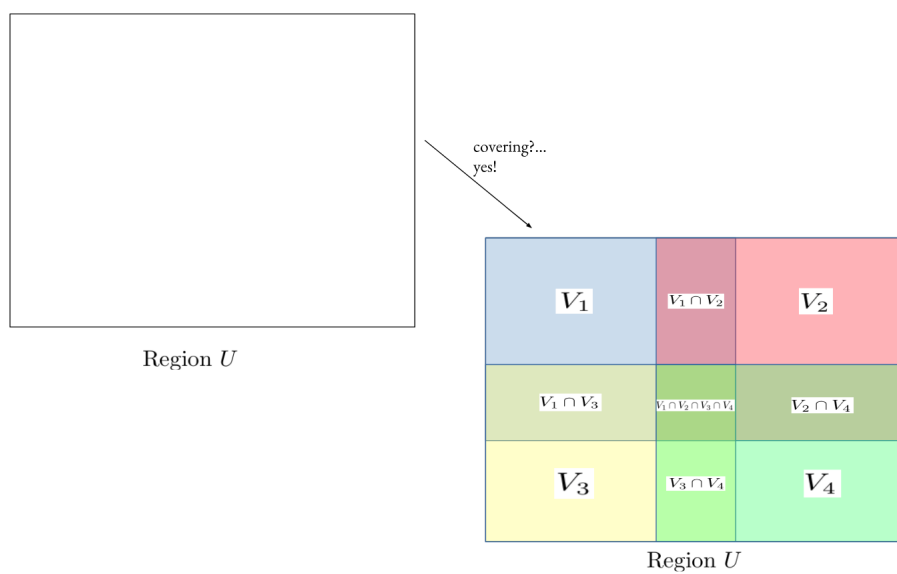 covering?...
yes!
Region U
V₁
V₁ ∩ V₂
V₂
V₁ ∩ V₃
V₁ ∩ V₂ ∩ V₃ ∩ V₄
V₂ ∩ V₄
V₃
V₃ ∩ V₄
V₄
Region U